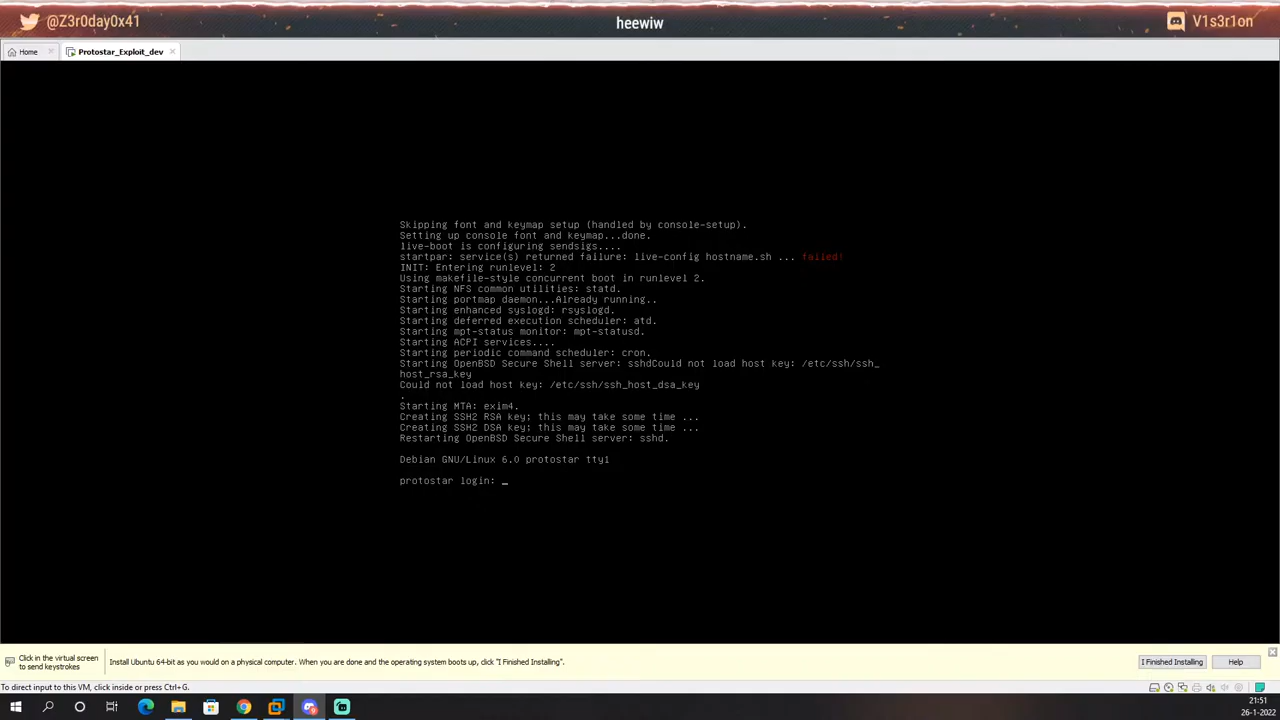 @Z3r0day0x41
heewiw
V1s3r1on
Home
Protostar_Exploit_dev
Skipping font and keymap setup (handled by console-setup).
Setting up console font and keymap...done.
live-boot is configuring sendsigs....
startpar: service(s) returned failure: live-config hostname.sh ... failed!
INIT: Entering runlevel: 2
Using makefile-style concurrent boot in runlevel 2.
Starting NFS common utilities: statd.
Starting portmap daemon...Already running..
Starting enhanced syslogd: rsyslogd.
Starting deferred execution scheduler: atd.
Starting mpt-status monitor: mpt-statusd.
Starting ACPI services....
Starting periodic command scheduler: cron.
Starting OpenBSD Secure Shell server: sshdCould not load host key: /etc/ssh/ssh_
host_rsa_key
Could not load host key: /etc/ssh/ssh_host_dsa_key
.
Starting MTA: exim4.
Creating SSH2 RSA key; this may take some time ...
Creating SSH2 DSA key; this may take some time ...
Restarting OpenBSD Secure Shell server: sshd.
Debian GNU/Linux 6.0 protostar tty1
protostar login: _
Click in the virtual screen
to send keystrokes
Install Ubuntu 64-bit as you would on a physical computer. When you are done and the operating system boots up, click "I Finished Installing".
I Finished Installing
Help
To direct input to this VM, click inside or press Ctrl+G.
21:51
26-1-2022